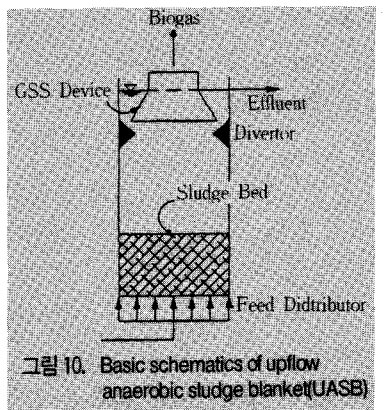 Biogas
GSS Device
Effluent
Divertor
Sludge Bed
Feed Didtributor
그림 10. Basic schematics of upflow
anaerobic sludge blanket(UASB)